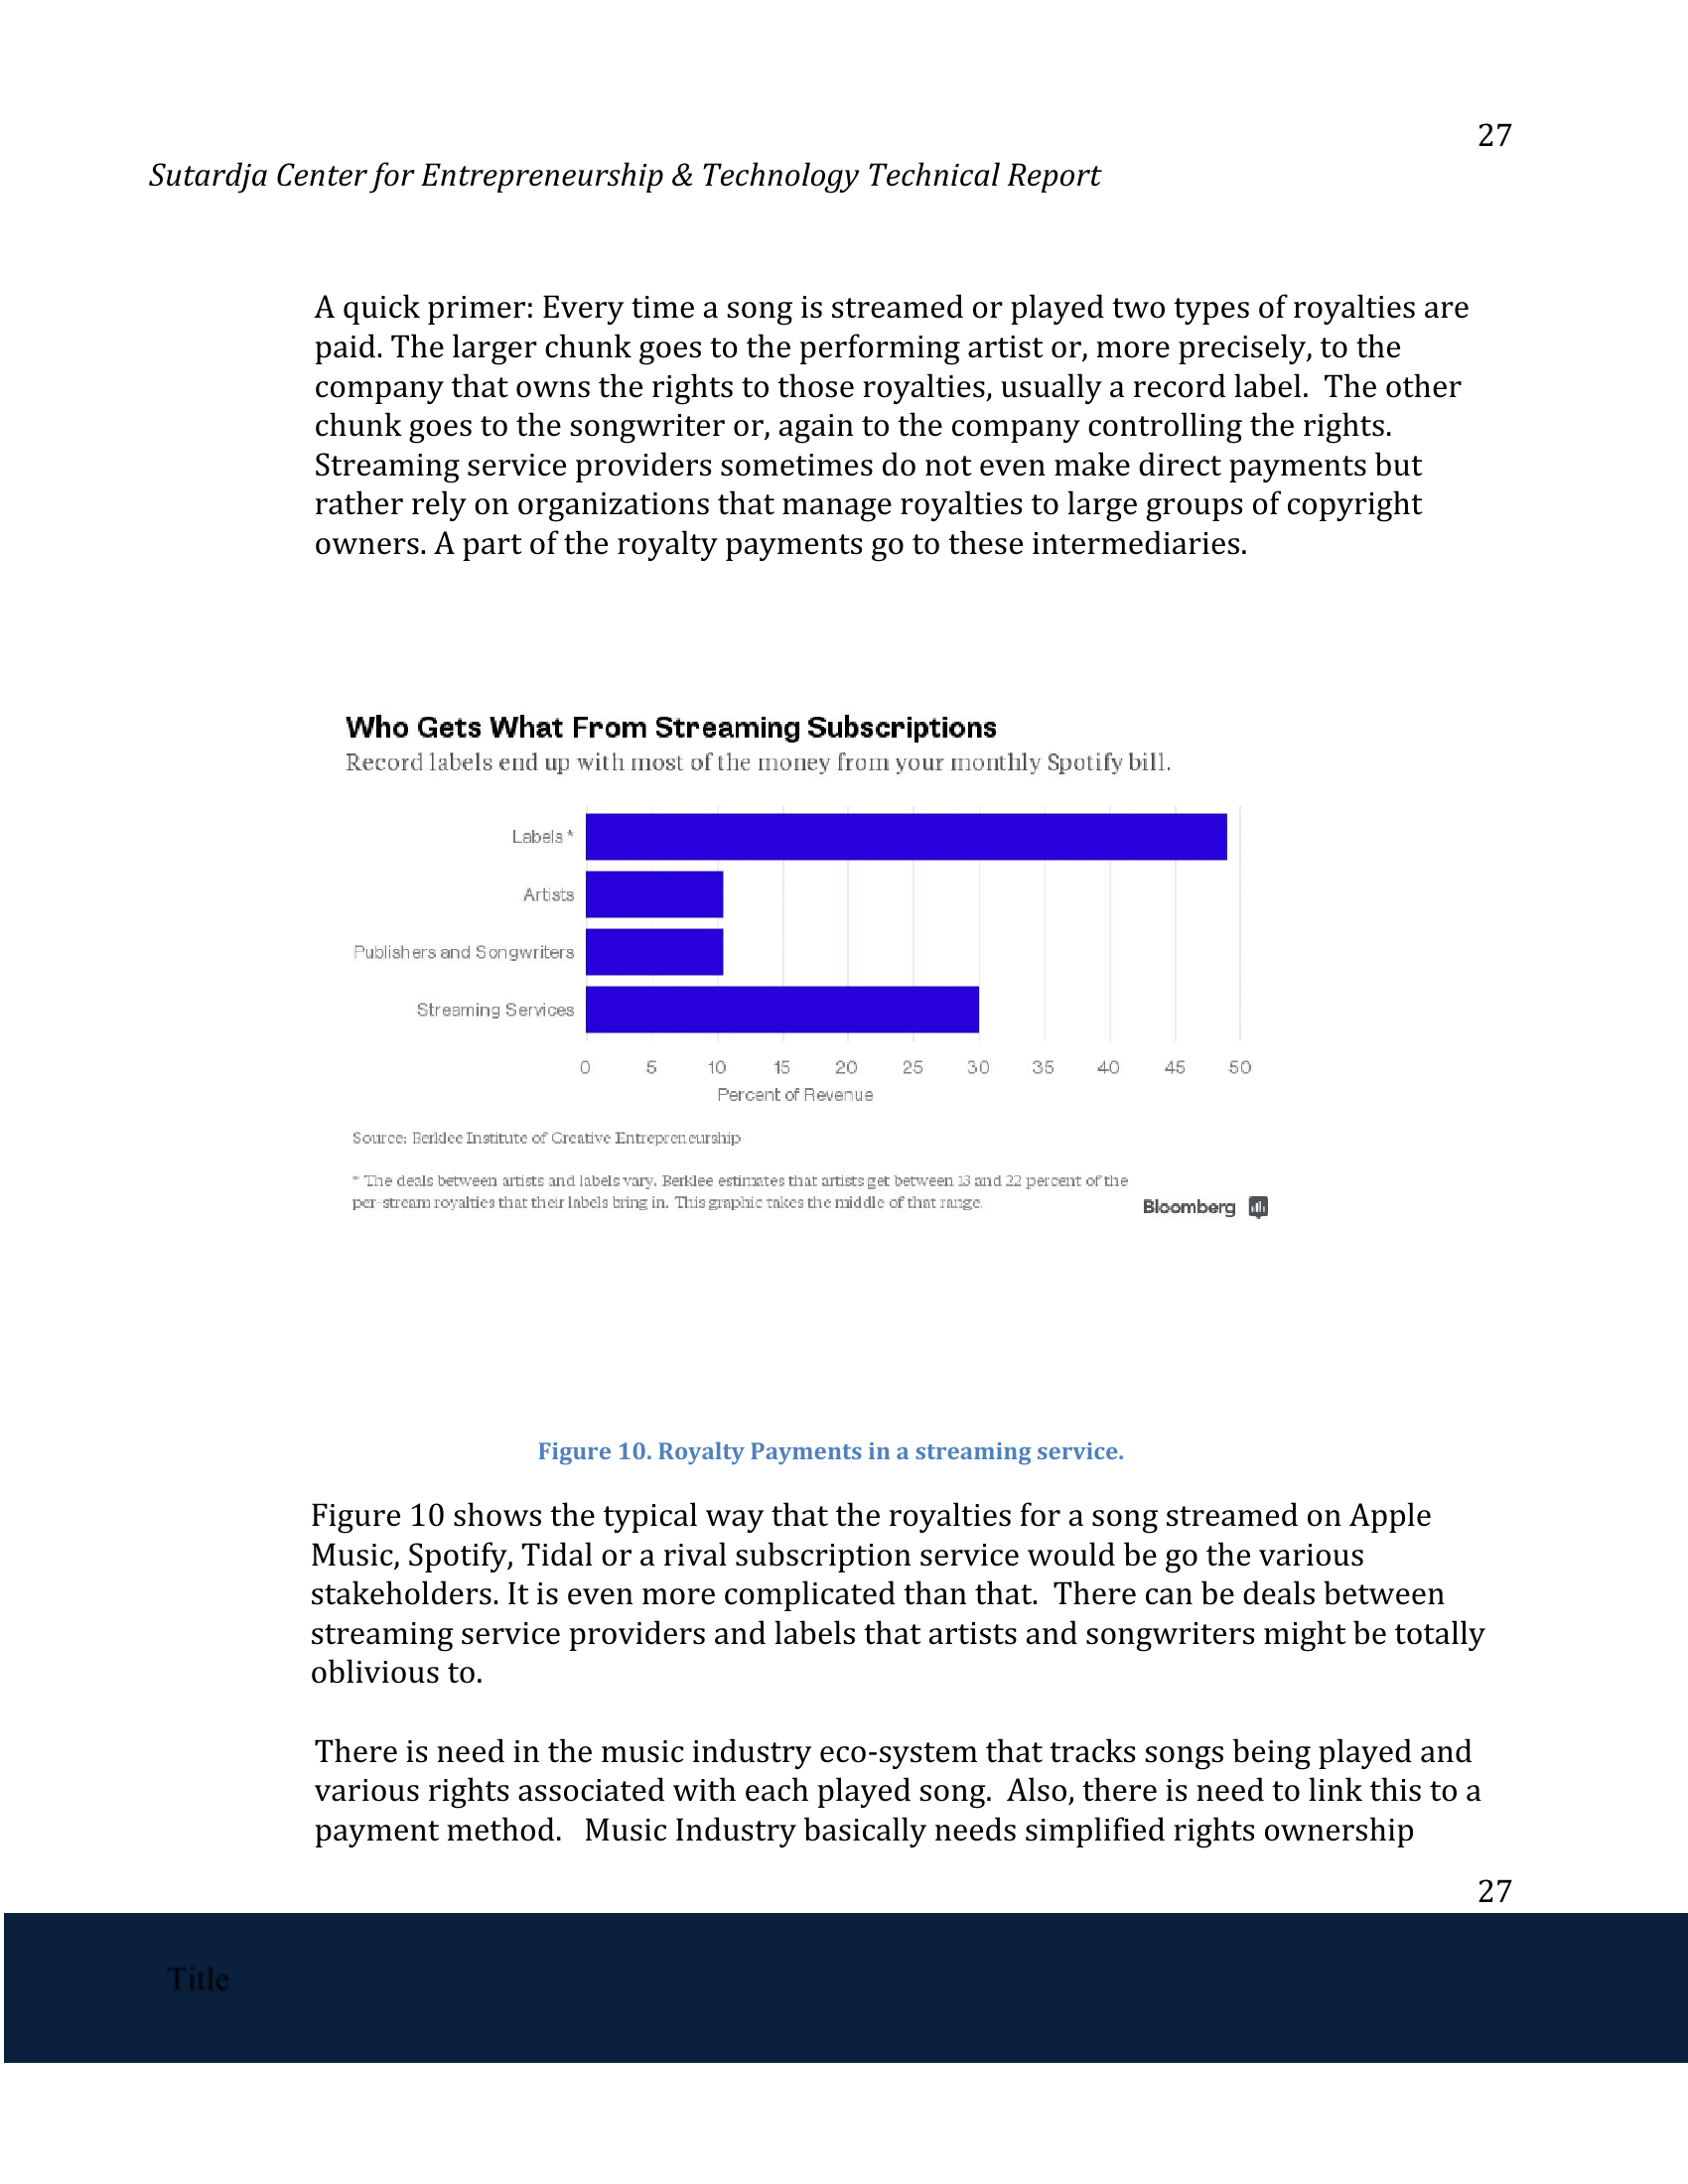 27
Sutardja Center for Entrepreneurship & Technology Technical Report
A quick primer: Every time a song is streamed or played two types of royalties are
paid. The larger chunk goes to the performing artist or, more precisely, to the
company that owns the rights to those royalties, usually a record label.  The other
chunk goes to the songwriter or, again to the company controlling the rights.
Streaming service providers sometimes do not even make direct payments but
rather rely on organizations that manage royalties to large groups of copyright
owners. A part of the royalty payments go to these intermediaries.
Who Gets What From Streaming Subscriptions
Record labels end up with most of the money from your monthly Spotify bill.
Labels *
Artists
Publishers and Songwriters
Streaming Services
0 5 10 15 20 25 30 35 40 45 50
Percent of Revenue
Source: Berklee Institute of Creative Entrepreneurship
* The deals between artists and labels vary. Berklee estimates that artists get between 13 and 22 percent of the
per-stream royalties that their labels bring in. This graphic takes the middle of that range.
Bloomberg
Figure 10. Royalty Payments in a streaming service.
Figure 10 shows the typical way that the royalties for a song streamed on Apple
Music, Spotify, Tidal or a rival subscription service would be go the various
stakeholders. It is even more complicated than that.  There can be deals between
streaming service providers and labels that artists and songwriters might be totally
oblivious to.
There is need in the music industry eco-system that tracks songs being played and
various rights associated with each played song.  Also, there is need to link this to a
payment method.   Music Industry basically needs simplified rights ownership
27
Title